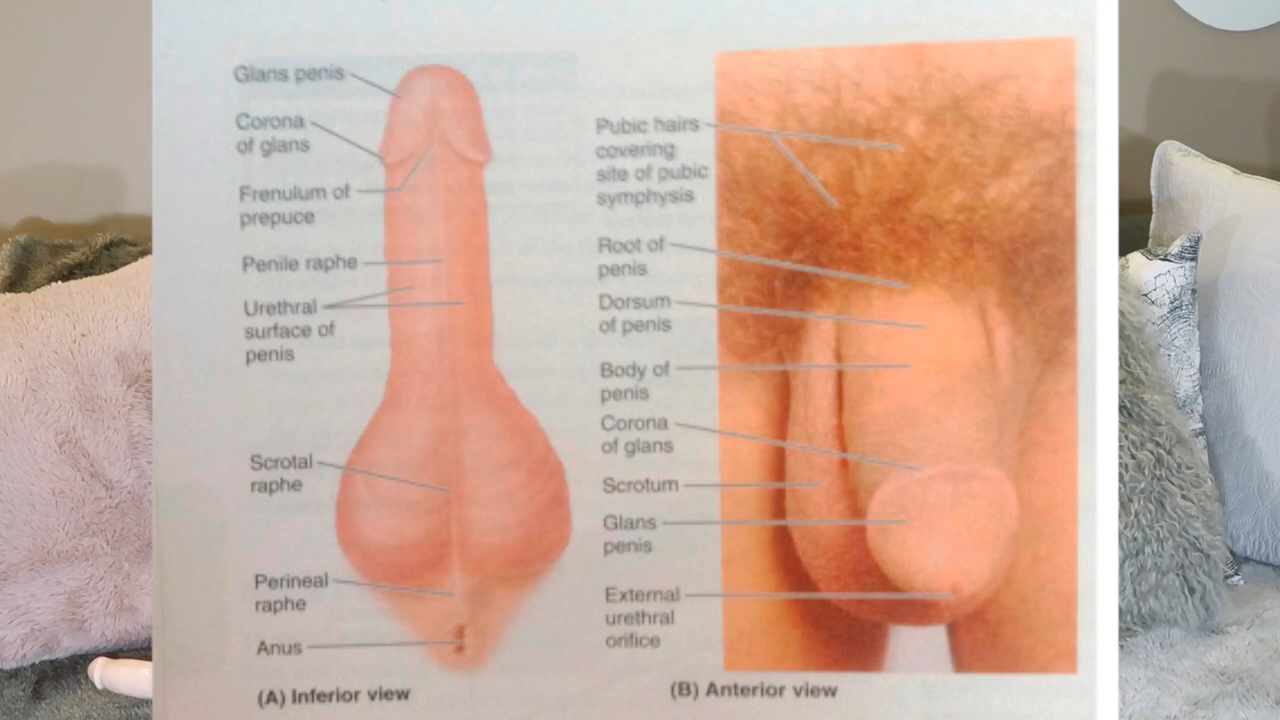 Glans penis
Corona
of glans
Frenulum of
prepuce
Penile raphe
Urethral
surface of
penis
Scrotal
raphe
Perineal
raphe
Anus
(A) Inferior view
Pubic hairs
covering
site of pubic
symphysis
Root of
penis
Dorsum
of penis
Body of
penis
Corona
of glans
Scrotum
Glans
penis
External
urethral
orifice
(B) Anterior view